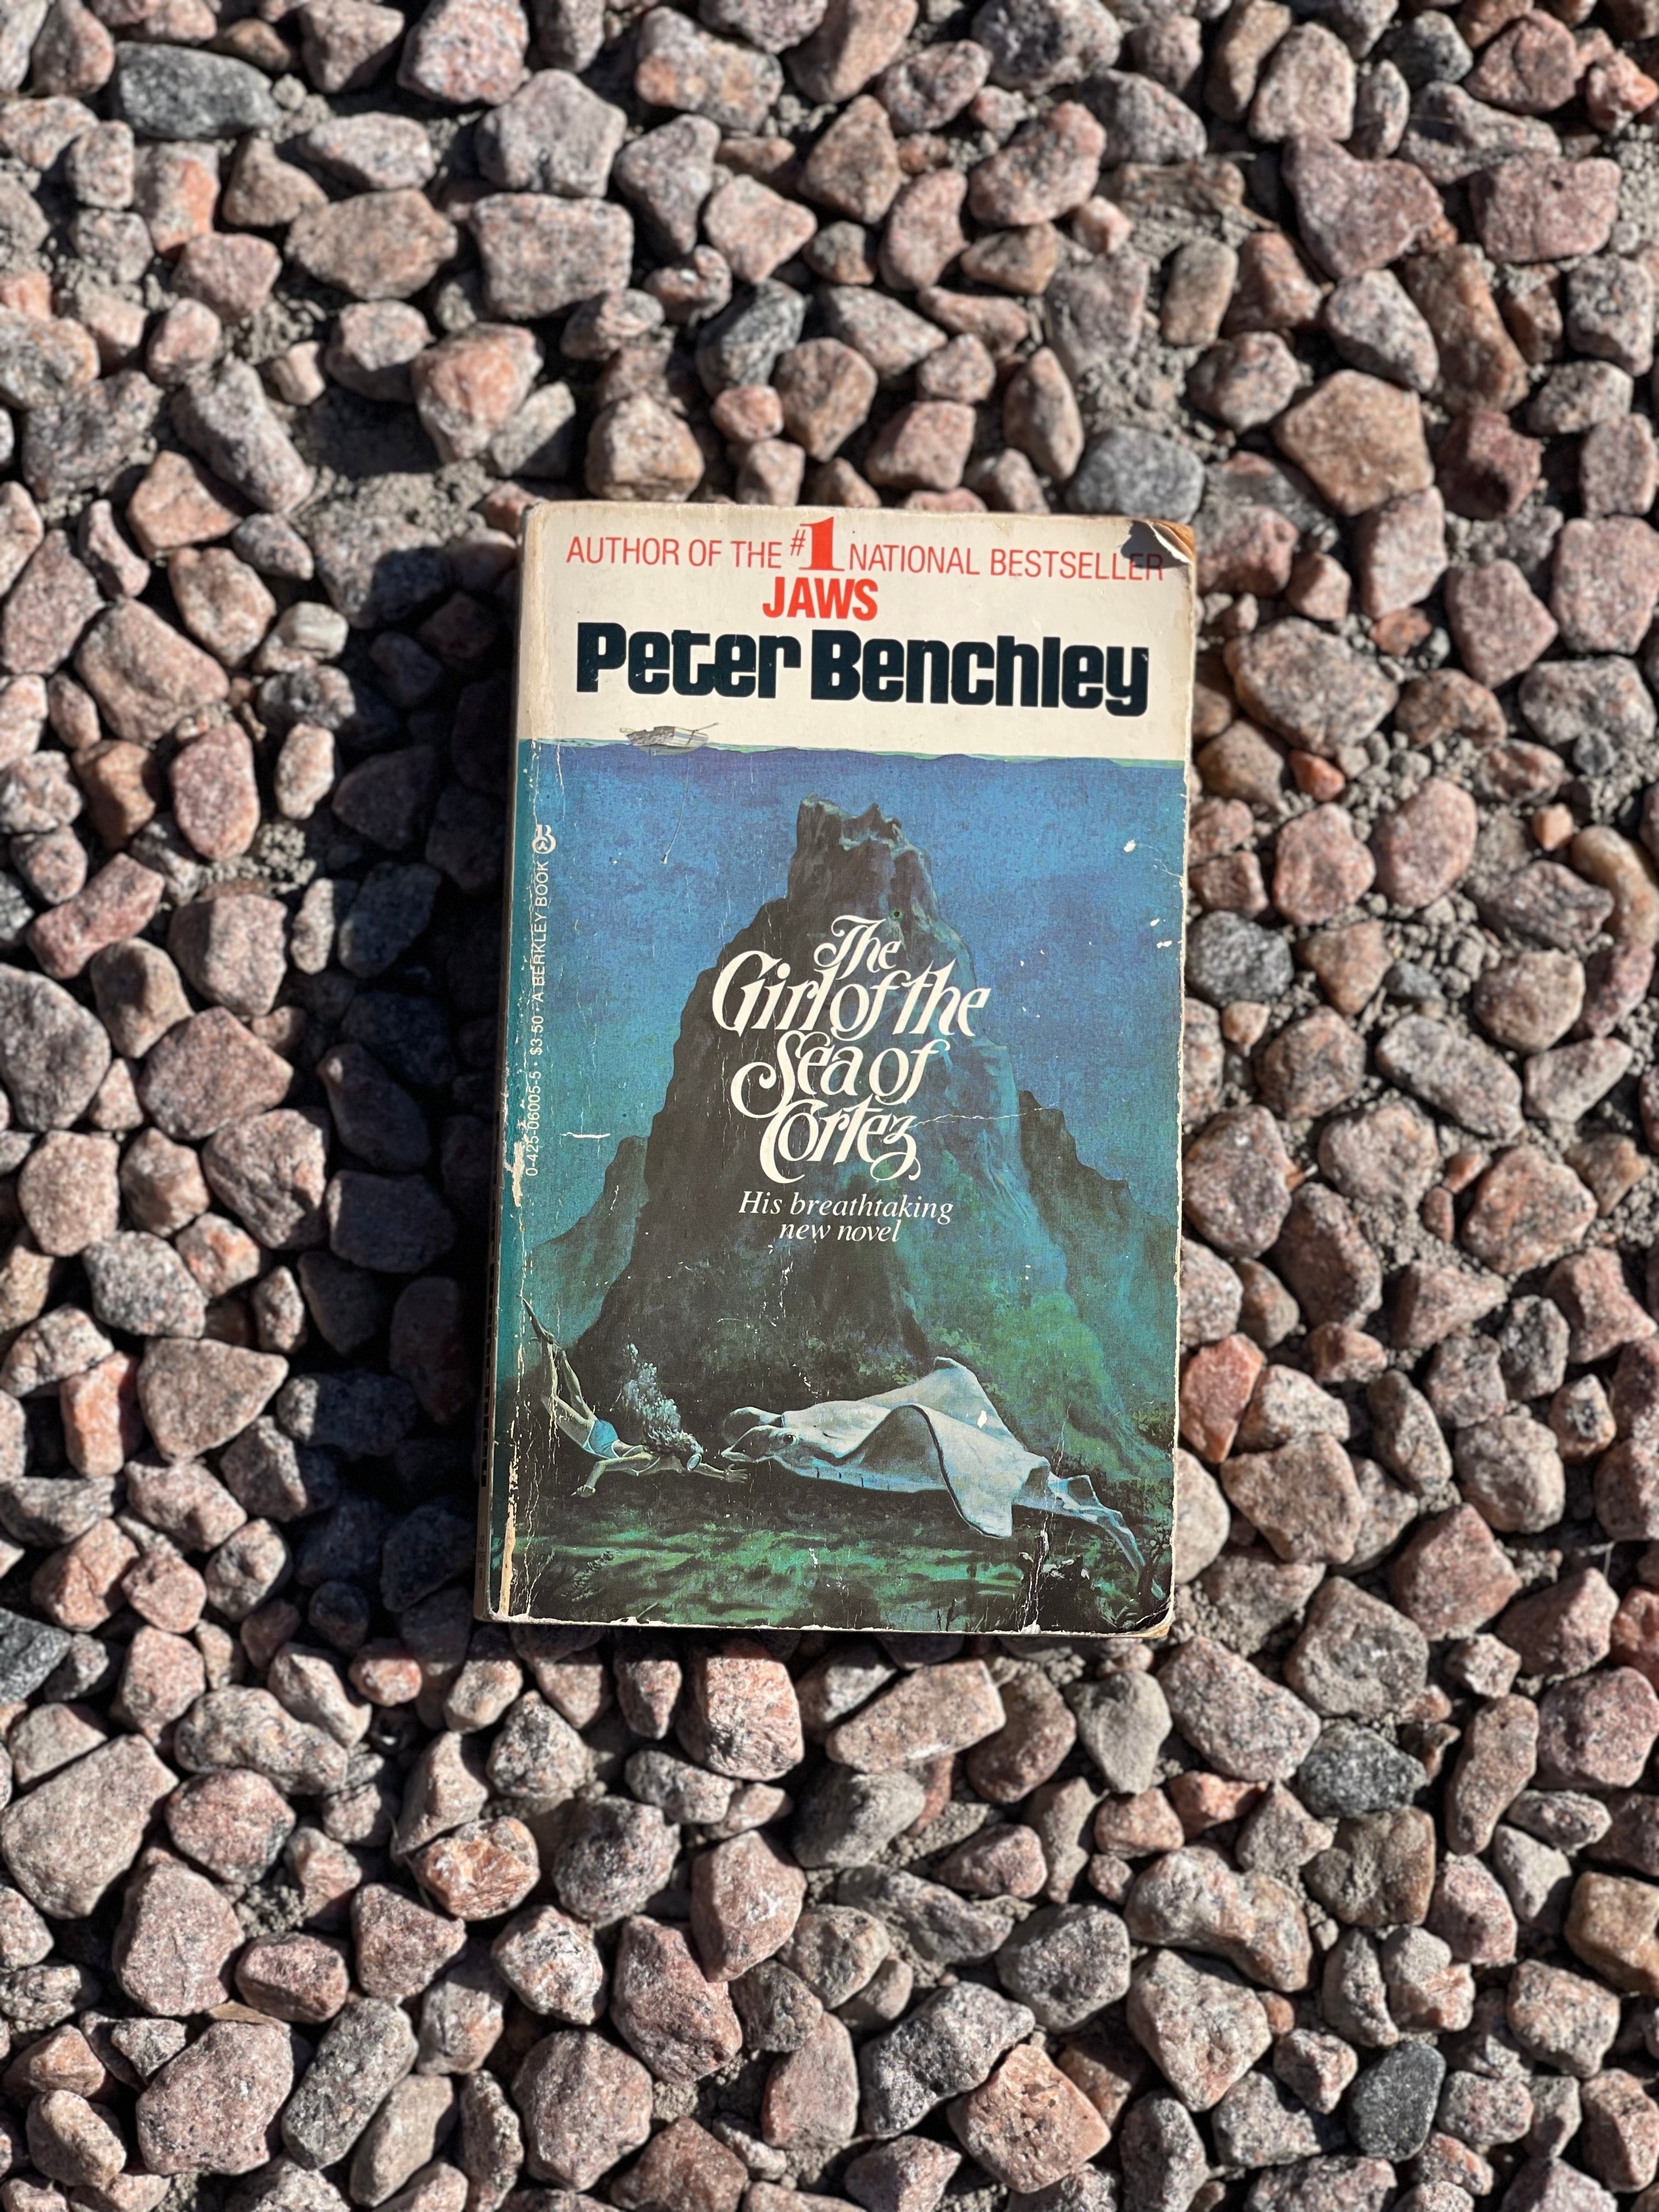 AUTHOR OF THE #1 NATIONAL BESTSELLER
JAWS
Peter Benchley
The
Girl of the
Sea of
Cortez
His breathtaking
new novel
0-425-06005-5 • $3.50 • A BERKLEY BOOK